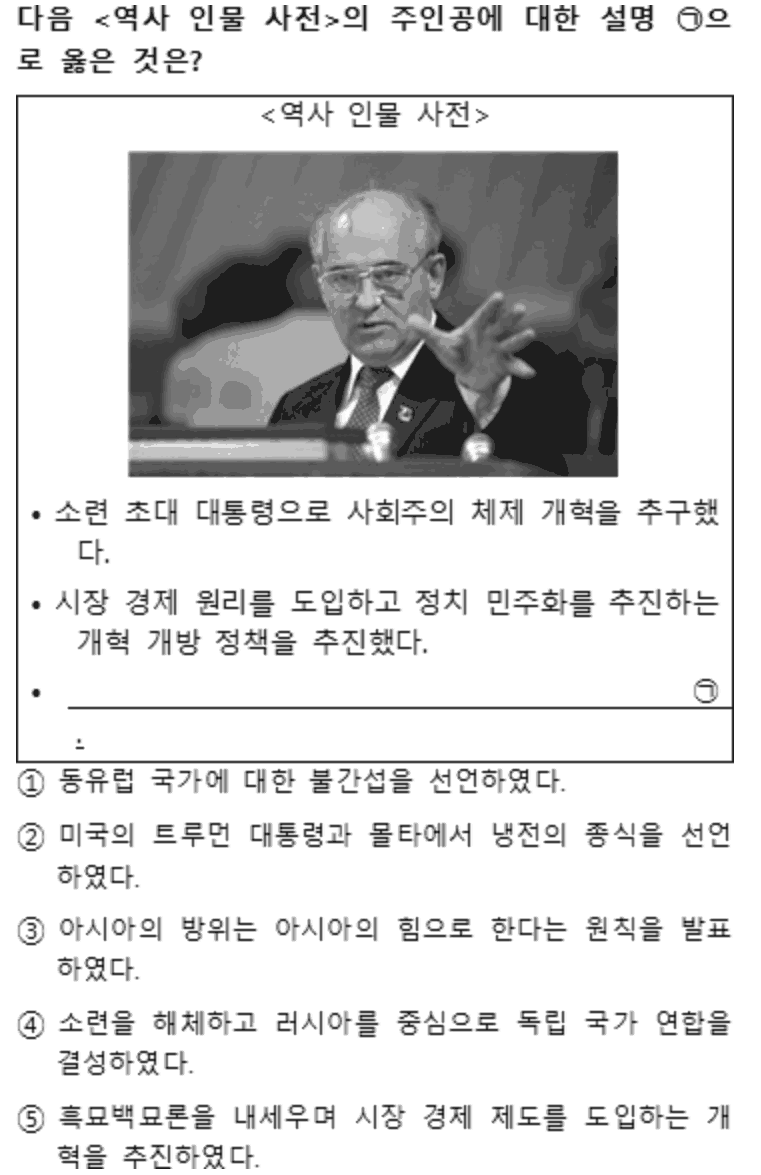 다음 <역사 인물 사전>의 주인공에 대한 설명 ㉠으
로 옳은 것은?
<역사 인물 사전>
• 소련 초대 대통령으로 사회주의 체제 개혁을 추구했
다.
• 시장 경제 원리를 도입하고 정치 민주화를 추진하는
개혁 개방 정책을 추진했다.
• ㉠
.
① 동유럽 국가에 대한 불간섭을 선언하였다.
② 미국의 트루먼 대통령과 몰타에서 냉전의 종식을 선언
하였다.
③ 아시아의 방위는 아시아의 힘으로 한다는 원칙을 발표
하였다.
④ 소련을 해체하고 러시아를 중심으로 독립 국가 연합을
결성하였다.
⑤ 흑묘백묘론을 내세우며 시장 경제 제도를 도입하는 개
혁을 추진하였다.